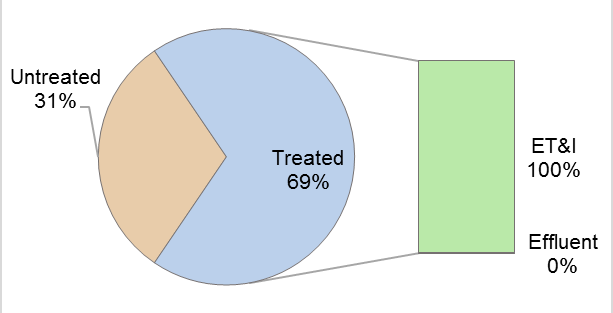 Untreated
31%
Treated
69%
ET&I
100%
Effluent
0%